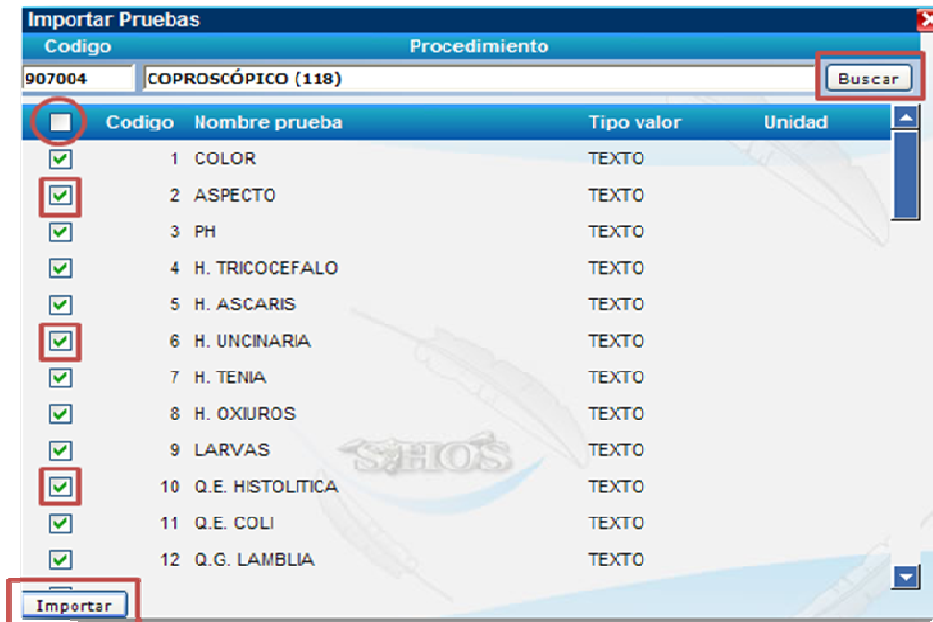 Importar Pruebas
Codigo Procedimiento
907004 COPROSCÓPICO (118) Buscar
Codigo Nombre prueba Tipo valor Unidad
1 COLOR TEXTO
2 ASPECTO TEXTO
3 PH TEXTO
4 H. TRICOCEFALO TEXTO
5 H. ASCARIS TEXTO
6 H. UNCINARIA TEXTO
7 H. TENIA TEXTO
8 H. OXIUROS TEXTO
9 LARVAS TEXTO
SIHOS
10 Q.E. HISTOLITICA TEXTO
11 Q.E. COLI TEXTO
12 Q.G. LAMBLIA TEXTO
Importar